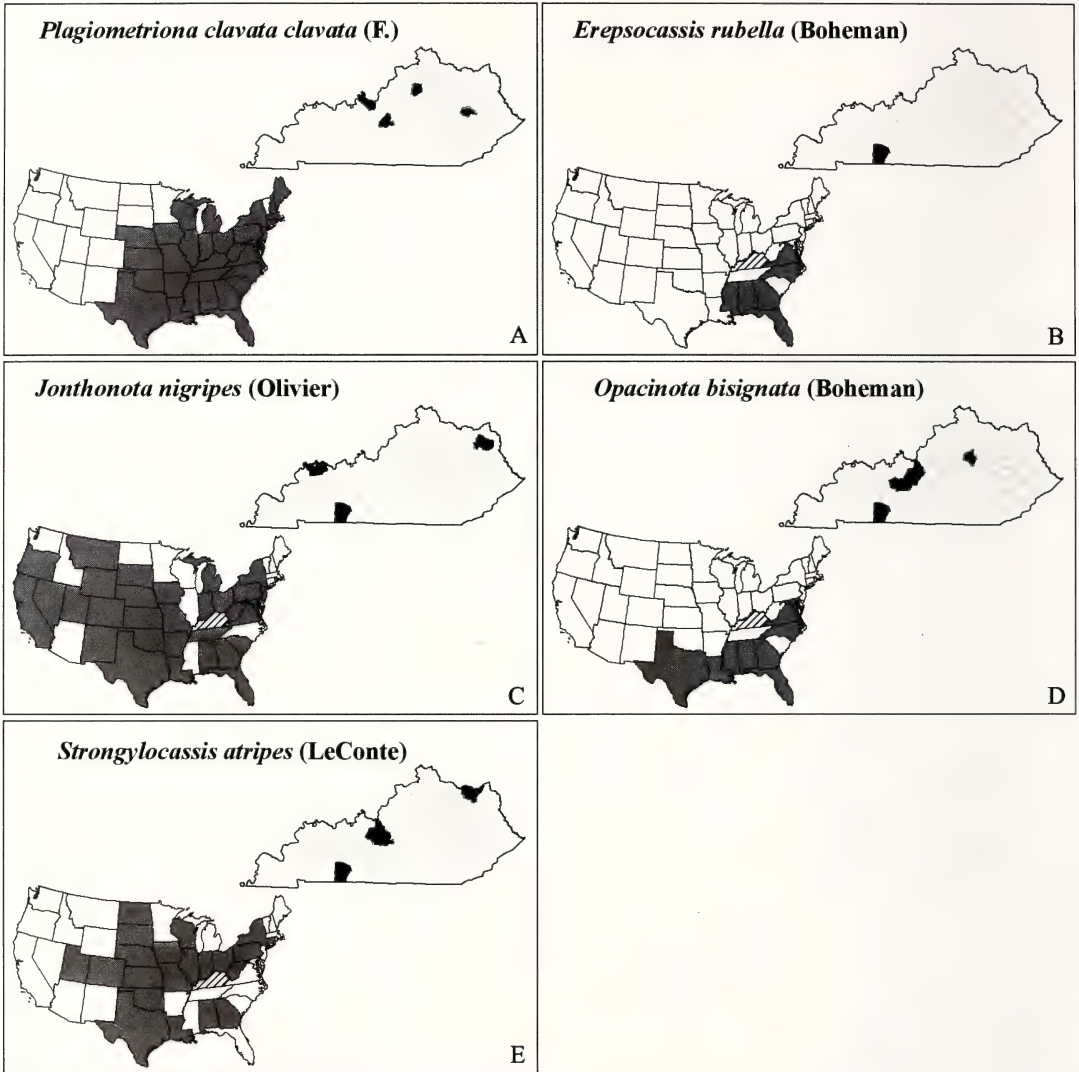 Plagiometriona clavata clavata (F.)
A
Erepsocassis rubella (Boheman)
B
Jonthonota nigripes (Olivier)
C
Opacinota bisignata (Boheman)
D
Strongylocassis atripes (LeConte)
E